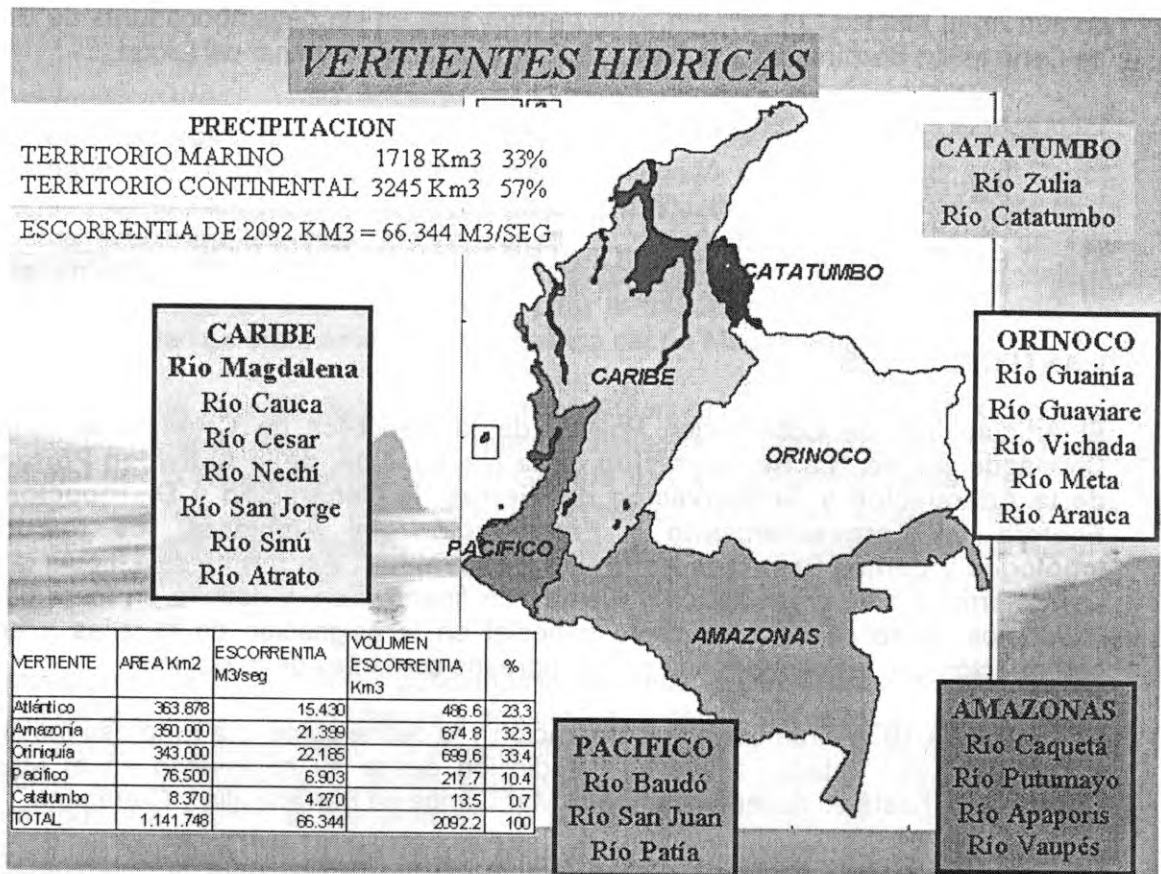 VERTIENTES HIDRICAS
PRECIPITACION
TERRITORIO MARINO 1718 Km3 33%
TERRITORIO CONTINENTAL 3245 Km3 57%
ESCORRENTIA DE 2092 KM3 = 66,344 M3/SEG
CATATUMBO
Río Zulia
Río Catatumbo
CARIBE
Río Magdalena
Río Cauca
Río Cesar
Río Nechí
Río San Jorge
Río Sinú
Río Atrato
CATATUMBO
CARIBE
ORINOCO
PACIFICO
AMAZONAS
ORINOCO
Río Guainía
Río Guaviare
Río Vichada
Río Meta
Río Arauca
VERTIENTE AREA Km2 ESCORRENTIA M3/seg VOLUMEN ESCORRENTIA Km3 %
Atlántico 363.878 15.430 486.6 23.3
Amazonía 350.000 21.399 674.8 32.3
Oriniquía 343.000 22.185 699.6 33.4
Pacifico 76.500 6.903 217.7 10.4
Catatumbo 8.370 4.270 13.5 0.7
TOTAL 1.141.748 66.344 2092.2 100
PACIFICO
Río Baudó
Río San Juan
Río Patía
AMAZONAS
Río Caquetá
Río Putumayo
Río Apaporis
Río Vaupés